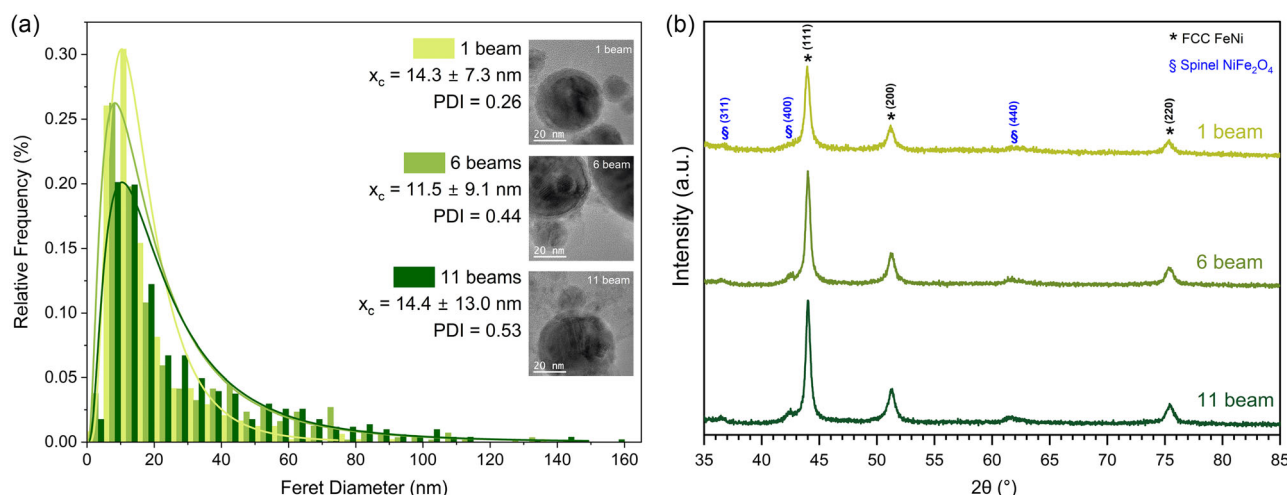 (a)
Relative Frequency (%)
0.30
0.25
0.20
0.15
0.10
0.05
0.00
0
20
40
60
80
100
120
140
160
Feret Diameter (nm)
1 beam
x_c = 14.3 ± 7.3 nm
PDI = 0.26
1 beam
20 nm
6 beams
x_c = 11.5 ± 9.1 nm
PDI = 0.44
6 beam
20 nm
11 beams
x_c = 14.4 ± 13.0 nm
PDI = 0.53
11 beam
20 nm
(b)
Intensity (a.u.)
* FCC FeNi
§ Spinel NiFe₂O₄
§ (311)
§ (400)
* (111)
* (200)
§ (440)
* (220)
1 beam
6 beam
11 beam
35
40
45
50
55
60
65
70
75
80
85
2θ (°)